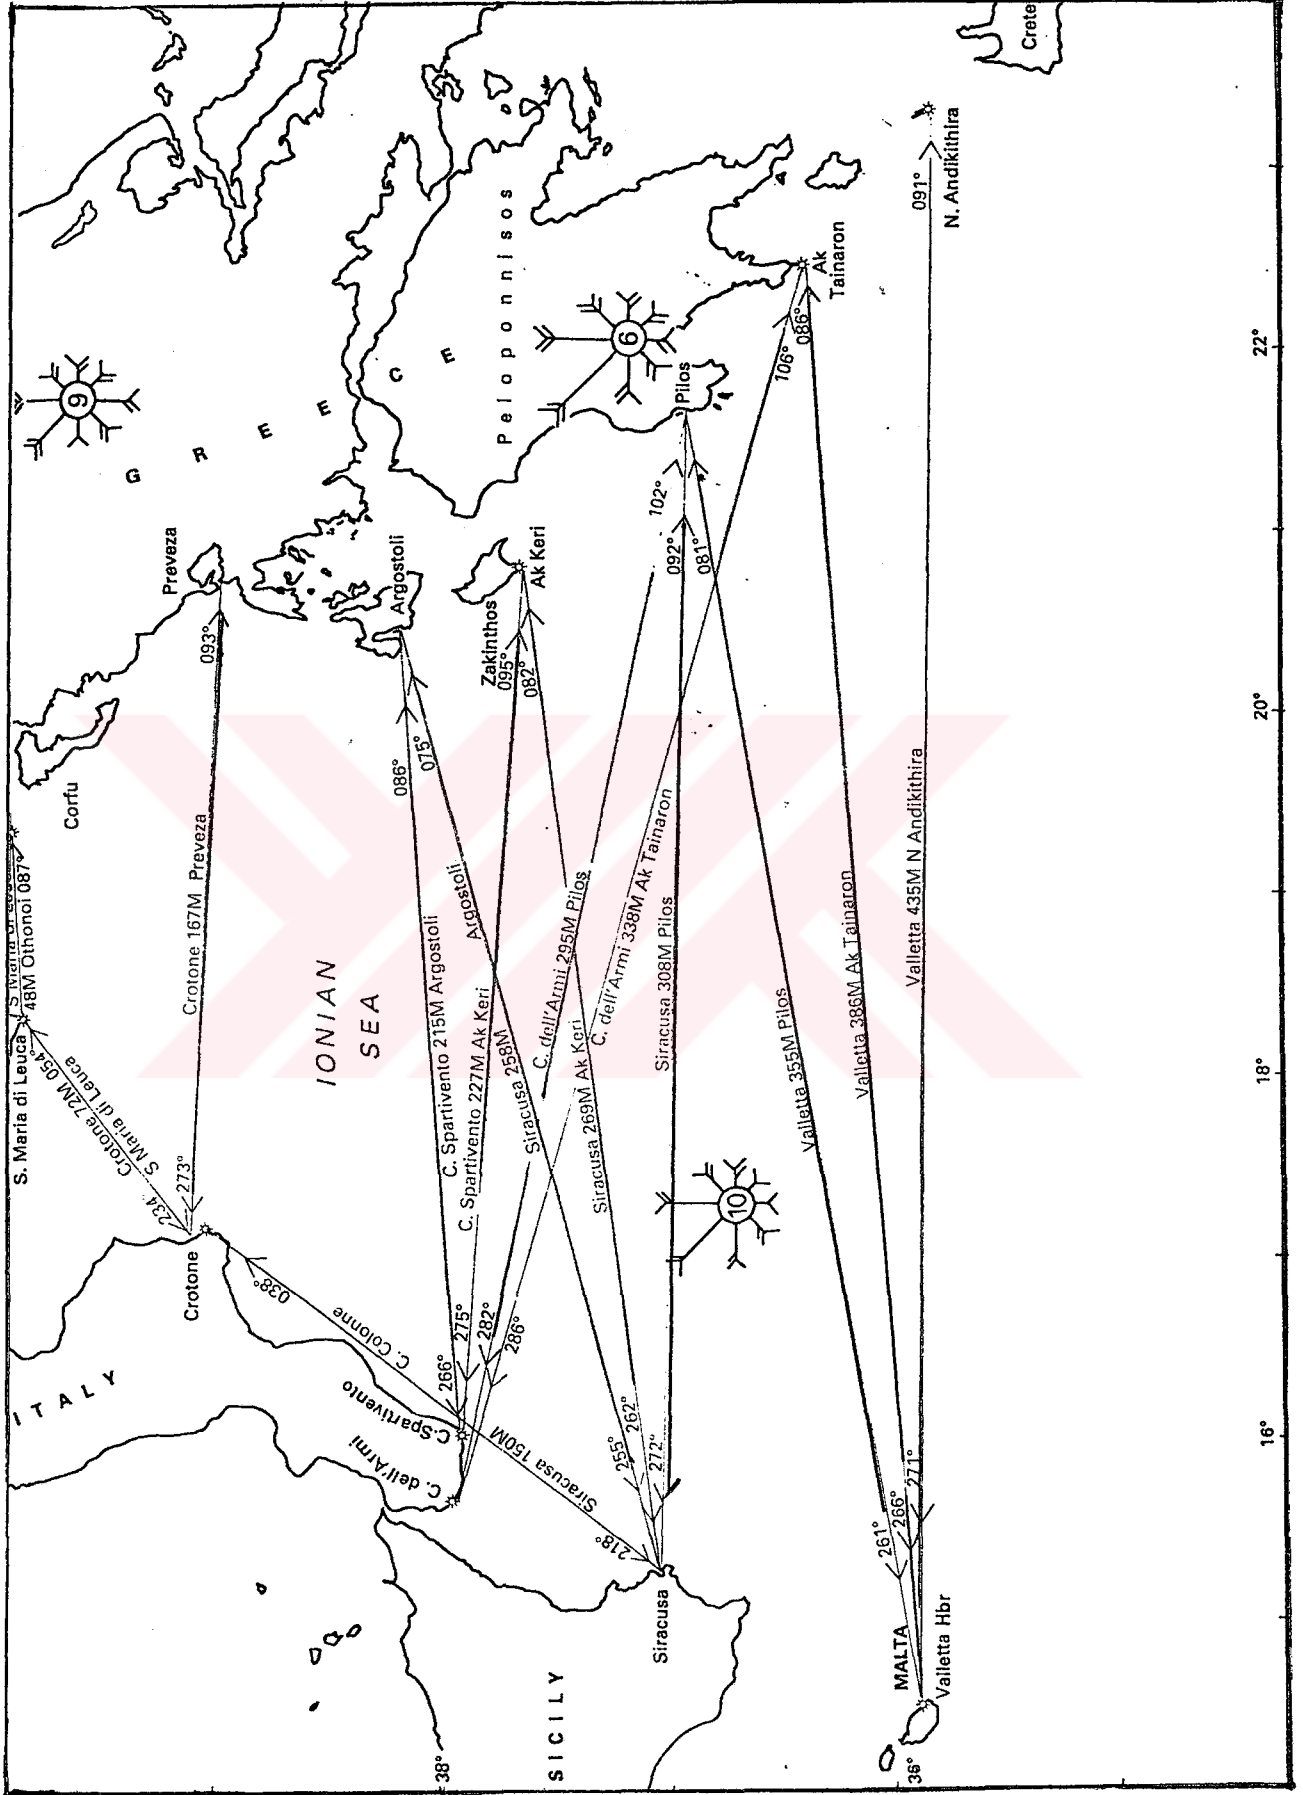 ITALY
S. Maria di Leuca
48M Othonoi 087°
Crotone 72M 054°
S Maria di Leuca
234°
273°
Crotone
Crotone 167M Preveza
093°
Preveza
Corfu
GREECE
9
IONIAN
SEA
038°
C. Colonne
C. Spartivento
C. dell'Armi
Siracusa 150M
218°
266°
275°
282°
286°
C. Spartivento 215M Argostoli
086°
075°
Argostoli
C. Spartivento 227M Ak Keri
Siracusa 258M
Argostoli
Zakinthos
095°
082°
Ak Keri
C. dell'Armi 295M Pilos
Siracusa 269M Ak Keri
C. dell'Armi 338M Ak Tainaron
Siracusa 308M Pilos
Peloponnisos
6
102°
092°
081°
Pilos
106°
086°
Ak
Tainaron
255°
262°
272°
Siracusa
SICILY
10
Valletta 355M Pilos
Valletta 386M Ak Tainaron
Valletta 435M N Andikithira
091°
N. Andikithira
Crete
261°
266°
271°
MALTA
Valletta Hbr
38°
36°
16°
18°
20°
22°